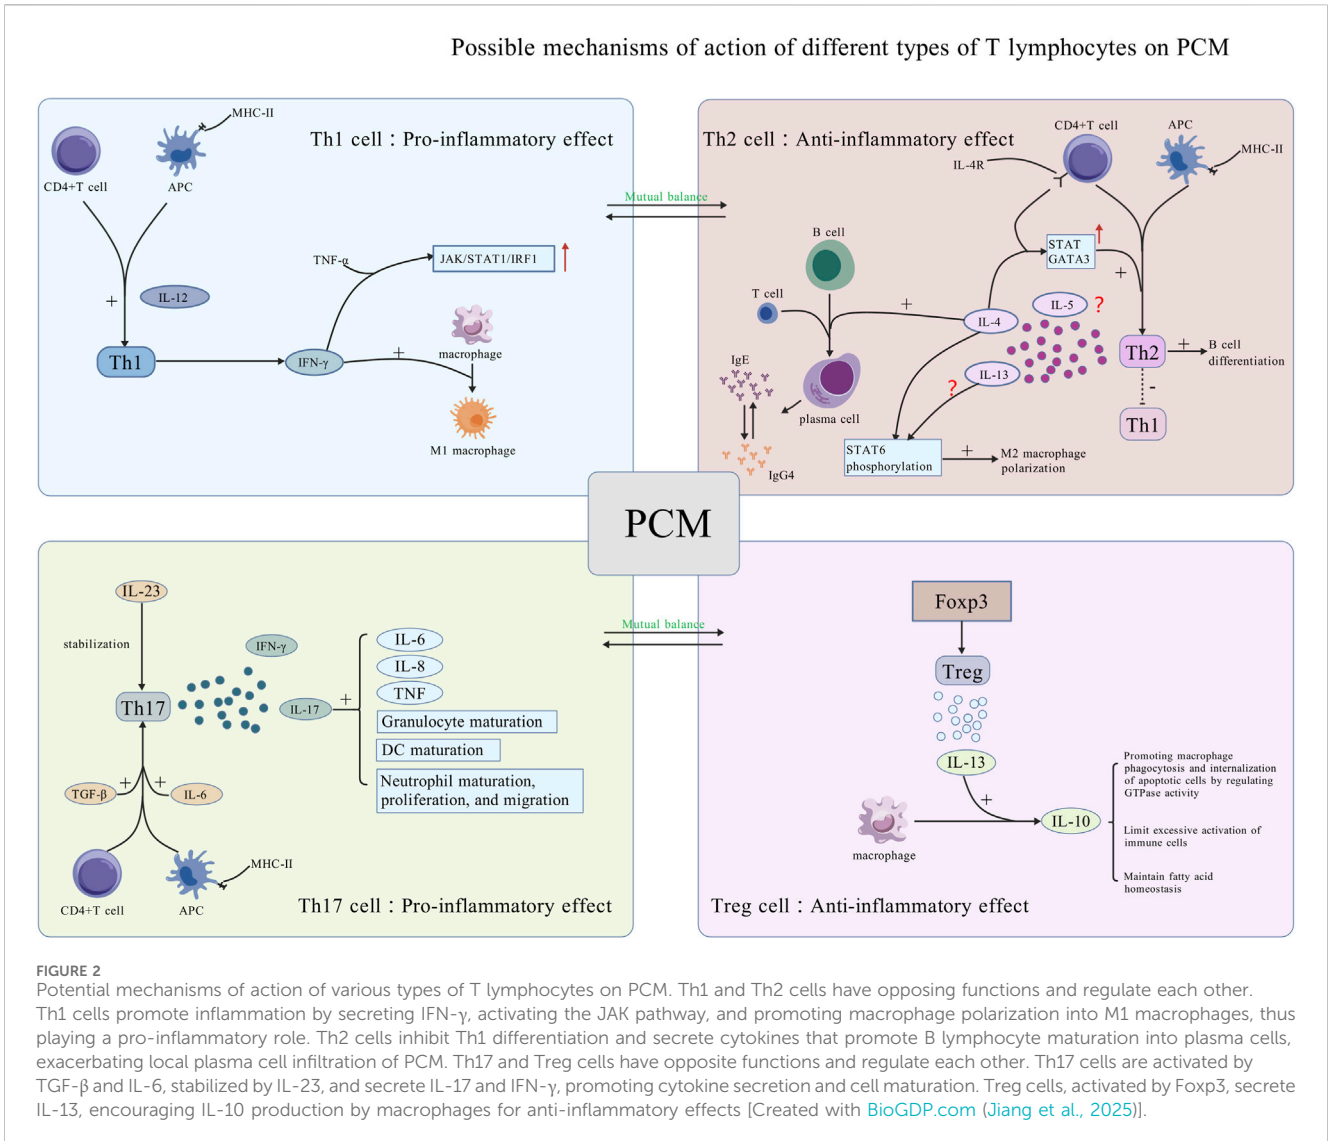 Possible mechanisms of action of different types of T lymphocytes on PCM
MHC-II
Th1 cell：Pro-inflammatory effect
CD4+T cell
APC
+
IL-12
TNF-α
JAK/STAT1/IRF1
macrophage
Th1
IFN-γ
+
M1 macrophage
Mutual balance
Th2 cell：Anti-inflammatory effect
CD4+T cell
APC
IL-4R
MHC-II
B cell
STAT
GATA3
+
T cell
+
IL-4
IL-5
?
IgE
IL-13
?
Th2
+
B cell
differentiation
-
Th1
plasma cell
STAT6
phosphorylation
+
M2 macrophage
polarization
IgG4
PCM
IL-23
stabilization
IFN-γ
Th17
IL-17
+
IL-6
IL-8
TNF
Granulocyte maturation
DC maturation
Neutrophil maturation,
proliferation, and migration
TGF-β
+
+
IL-6
MHC-II
CD4+T cell
APC
Th17 cell：Pro-inflammatory effect
Mutual balance
Foxp3
Treg
IL-13
+
macrophage
IL-10
Promoting macrophage
phagocytosis and internalization
of apoptotic cells by regulating
GTPase activity
Limit excessive activation of
immune cells
Maintain fatty acid
homeostasis
Treg cell：Anti-inflammatory effect
FIGURE 2
Potential mechanisms of action of various types of T lymphocytes on PCM. Th1 and Th2 cells have opposing functions and regulate each other.
Th1 cells promote inflammation by secreting IFN-γ, activating the JAK pathway, and promoting macrophage polarization into M1 macrophages, thus
playing a pro-inflammatory role. Th2 cells inhibit Th1 differentiation and secrete cytokines that promote B lymphocyte maturation into plasma cells,
exacerbating local plasma cell infiltration of PCM. Th17 and Treg cells have opposite functions and regulate each other. Th17 cells are activated by
TGF-β and IL-6, stabilized by IL-23, and secrete IL-17 and IFN-γ, promoting cytokine secretion and cell maturation. Treg cells, activated by Foxp3, secrete
IL-13, encouraging IL-10 production by macrophages for anti-inflammatory effects [Created with BioGDP.com (Jiang et al., 2025)].